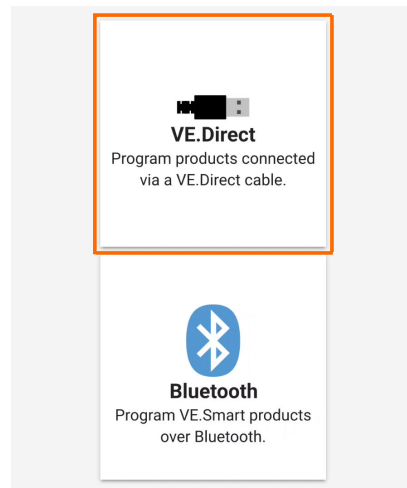 VE.Direct
Program products connected
via a VE.Direct cable.
Bluetooth
Program VE.Smart products
over Bluetooth.